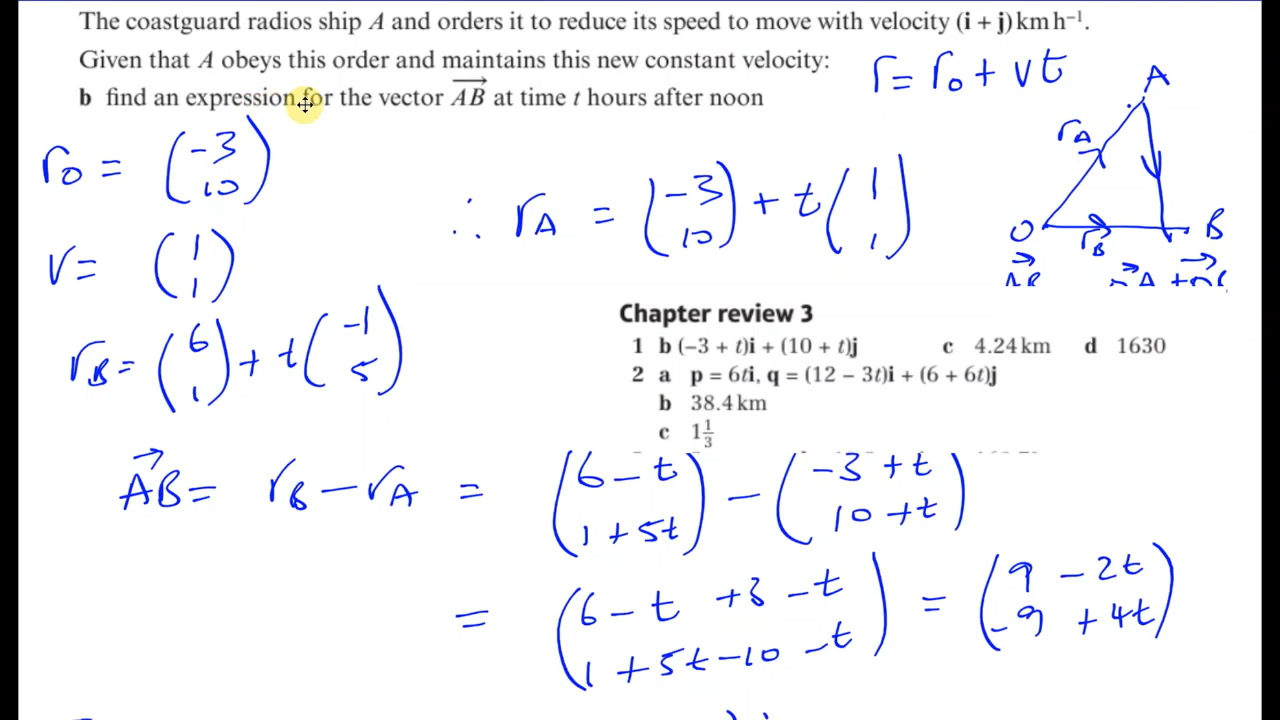 The coastguard radios ship A and orders it to reduce its speed to move with velocity (i + j) km h⁻¹.
Given that A obeys this order and maintains this new constant velocity:
b find an expression for the vector AB⃗ at time t hours after noon
r = r₀ + vt
r₀ = (-3 10)
∴ r_A = (-3 10) + t(1 1)
A
r_A
O r_B B
v = (1 1)
r_B = (6 1) + t(-1 5)
Chapter review 3
1 b (−3 + t)i + (10 + t)j c 4.24 km d 1630
2 a p = 6ti, q = (12 − 3t)i + (6 + 6t)j
b 38.4 km
c 1⅓
AB⃗ = r_B − r_A = (6 − t 1 + 5t) − (−3 + t 10 + t)
= (6 − t + 3 − t 1 + 5t − 10 − t) = (9 − 2t −9 + 4t)